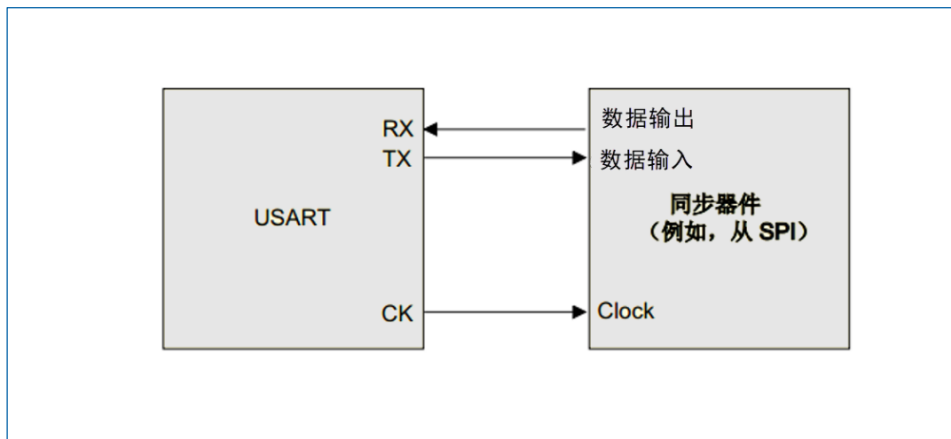 RX
TX
USART
CK
数据输出
数据输入
同步器件
（例如，从 SPI）
Clock